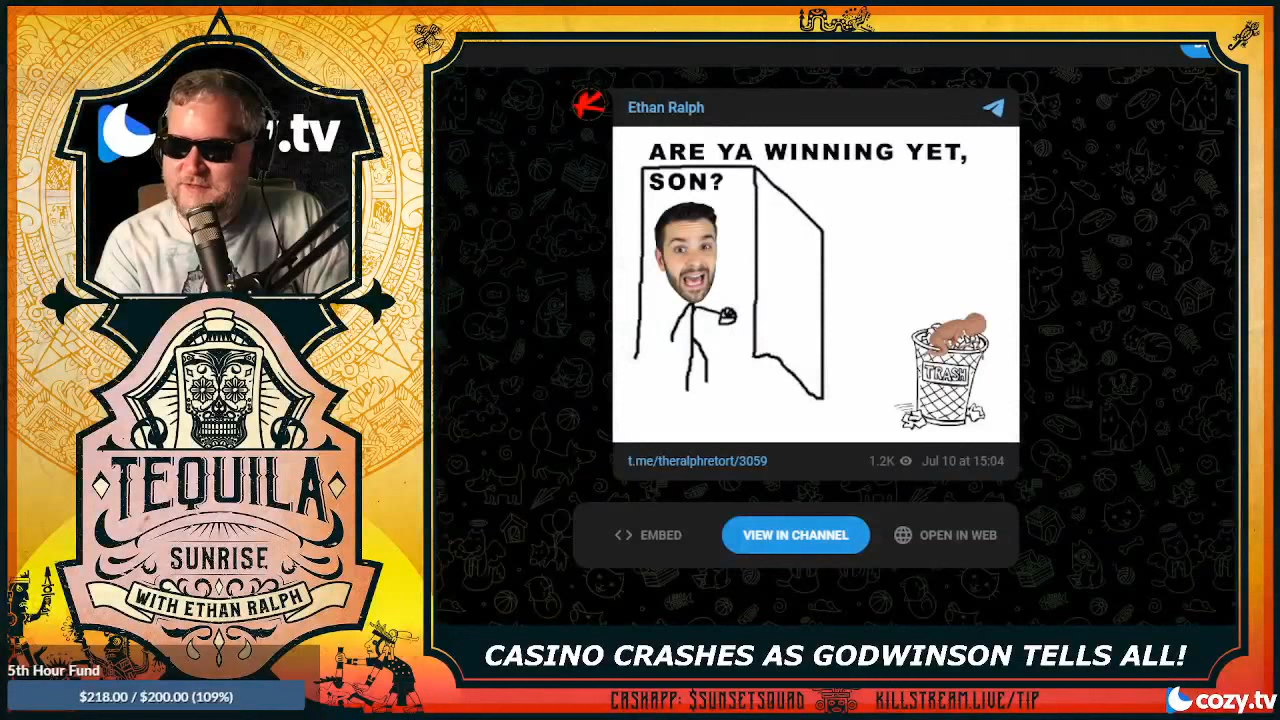 .tv
Ethan Ralph
ARE YA WINNING YET,
SON?
TRASH
t.me/theralphretort/3059
1.2K
Jul 10 at 15:04
EMBED
VIEW IN CHANNEL
OPEN IN WEB
TEQUILA
SUNRISE
WITH ETHAN RALPH
5th Hour Fund
$218.00 / $200.00 (109%)
CASINO CRASHES AS GODWINSON TELLS ALL!
CASHAPP: $SUNSETSQUAD
KILLSTREAM.LIVE/TIP
cozy.tv